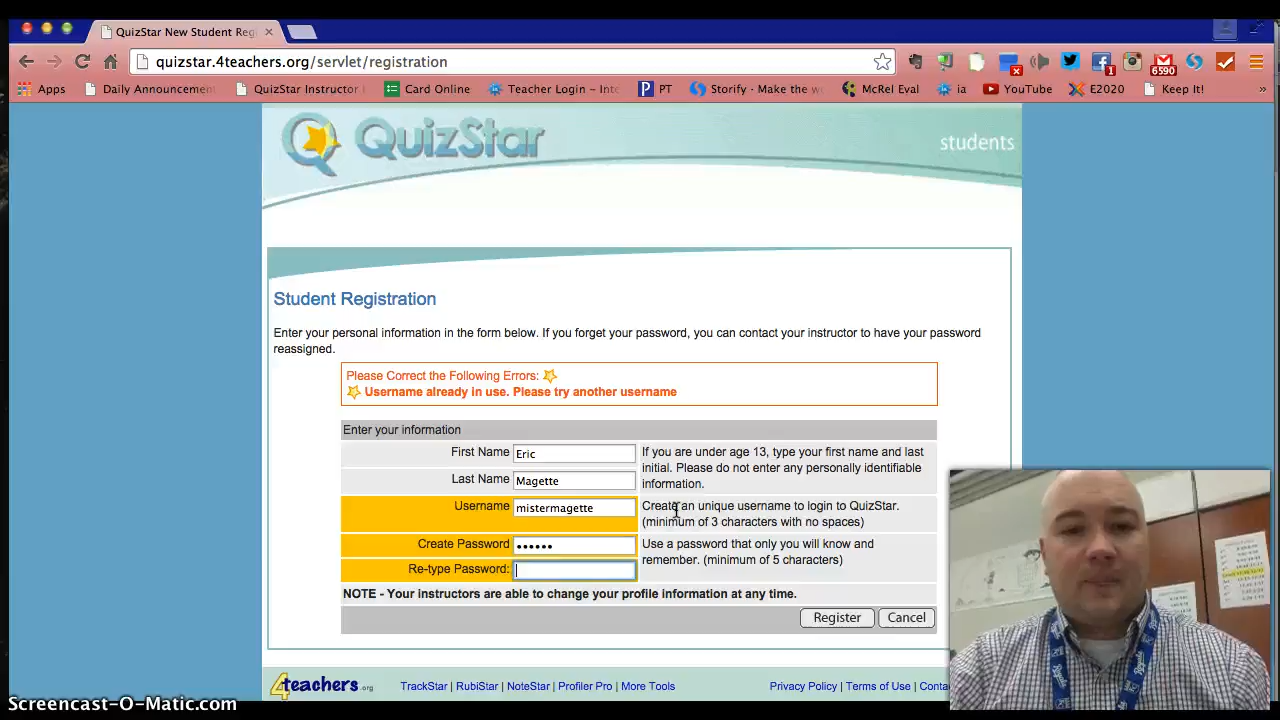 QuizStar New Student Reg
quizstar.4teachers.org/servlet/registration
6590
1
Apps
Daily Announcement
QuizStar Instructor
Card Online
Teacher Login – Inte
PT
Storify - Make the w
McRel Eval
ia
YouTube
E2020
Keep It!
»
QuizStar
students
Student Registration
Enter your personal information in the form below. If you forget your password, you can contact your instructor to have your password
reassigned.
Please Correct the Following Errors:
Username already in use. Please try another username
Enter your information
First Name Eric
If you are under age 13, type your first name and last
initial. Please do not enter any personally identifiable
information.
Last Name Magette
Username mistermagette
Create an unique username to login to QuizStar.
(minimum of 3 characters with no spaces)
Create Password ••••••
Use a password that only you will know and
remember. (minimum of 5 characters)
Re-type Password:
NOTE - Your instructors are able to change your profile information at any time.
Register Cancel
4teachers.org
TrackStar | RubiStar | NoteStar | Profiler Pro | More Tools
Privacy Policy | Terms of Use | Conta
Royals
Screencast-O-Matic.com